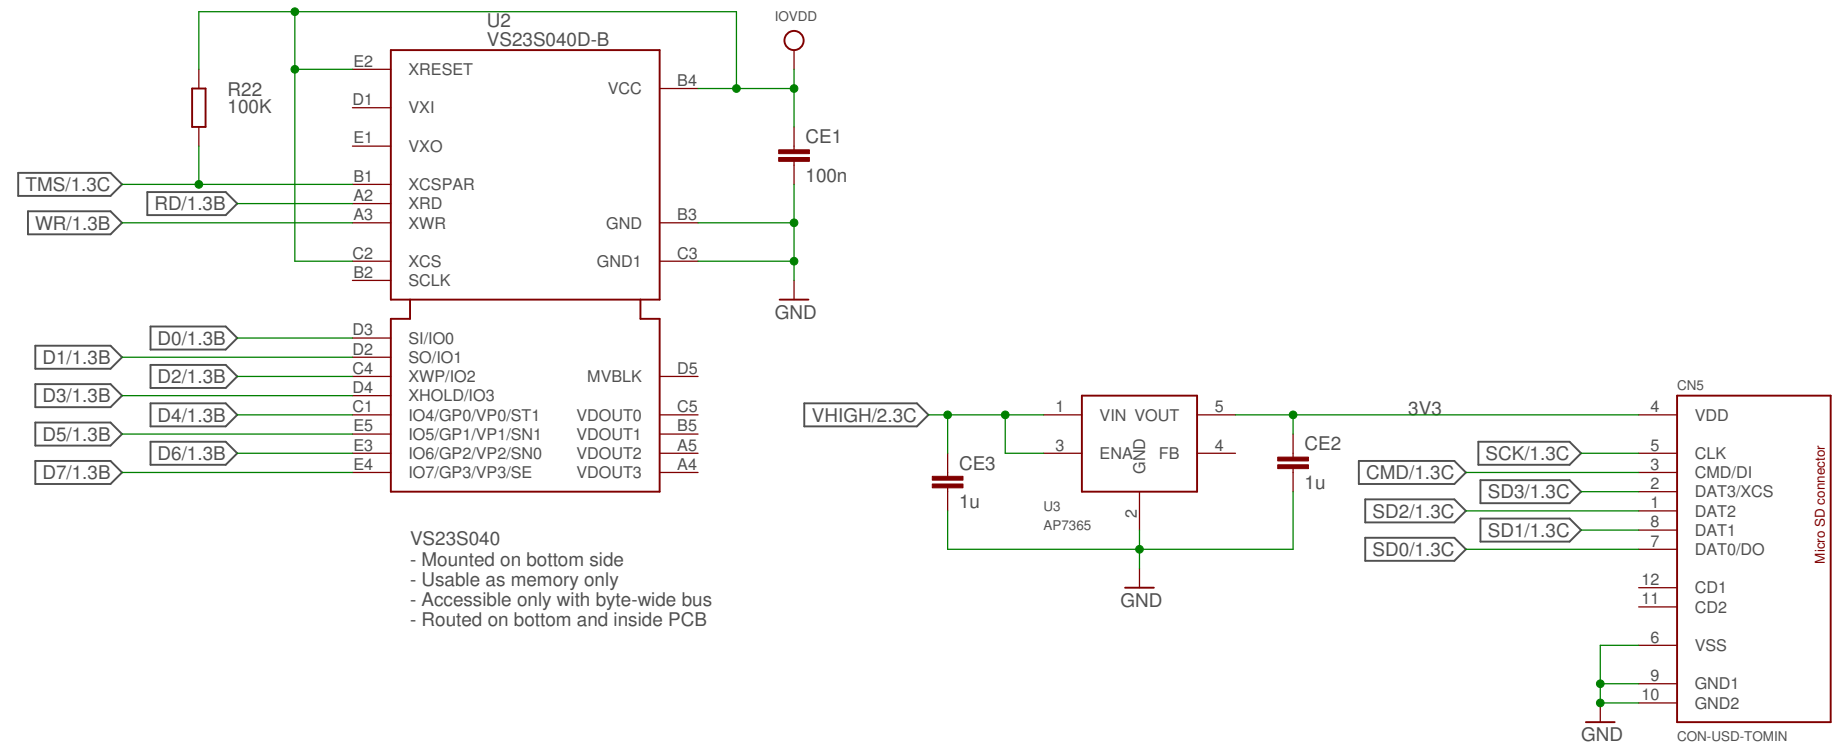 U2
VS23S040D-B
IOVDD
R22
100K
E2 XRESET
D1 VXI
E1 VXO
TMS/1.3C B1 XCSPAR
RD/1.3B A2 XRD
WR/1.3B A3 XWR
C2 XCS
B2 SCLK
VCC B4
GND B3
GND1 C3
CE1
100n
GND
D0/1.3B D3 SI/IO0
D1/1.3B D2 SO/IO1
D2/1.3B C4 XWP/IO2
D3/1.3B D4 XHOLD/IO3
D4/1.3B C1 IO4/GP0/VP0/ST1
D5/1.3B E5 IO5/GP1/VP1/SN1
D6/1.3B E3 IO6/GP2/VP2/SN0
D7/1.3B E4 IO7/GP3/VP3/SE
MVBLK D5
VDOUT0 C5
VDOUT1 B5
VDOUT2 A5
VDOUT3 A4
VS23S040
- Mounted on bottom side
- Usable as memory only
- Accessible only with byte-wide bus
- Routed on bottom and inside PCB
VHIGH/2.3C
CE3
1u
1 VIN VOUT 5
3 ENA GND FB 4
2
U3
AP7365
GND
CE2
1u
3V3
CN5
4 VDD
SCK/1.3C 5 CLK
CMD/1.3C 3 CMD/DI
SD3/1.3C 2 DAT3/XCS
SD2/1.3C 1 DAT2
SD1/1.3C 8 DAT1
SD0/1.3C 7 DAT0/DO
12 CD1
11 CD2
6 VSS
9 GND1
10 GND2
GND
Micro SD connector
CON-USD-TOMIN